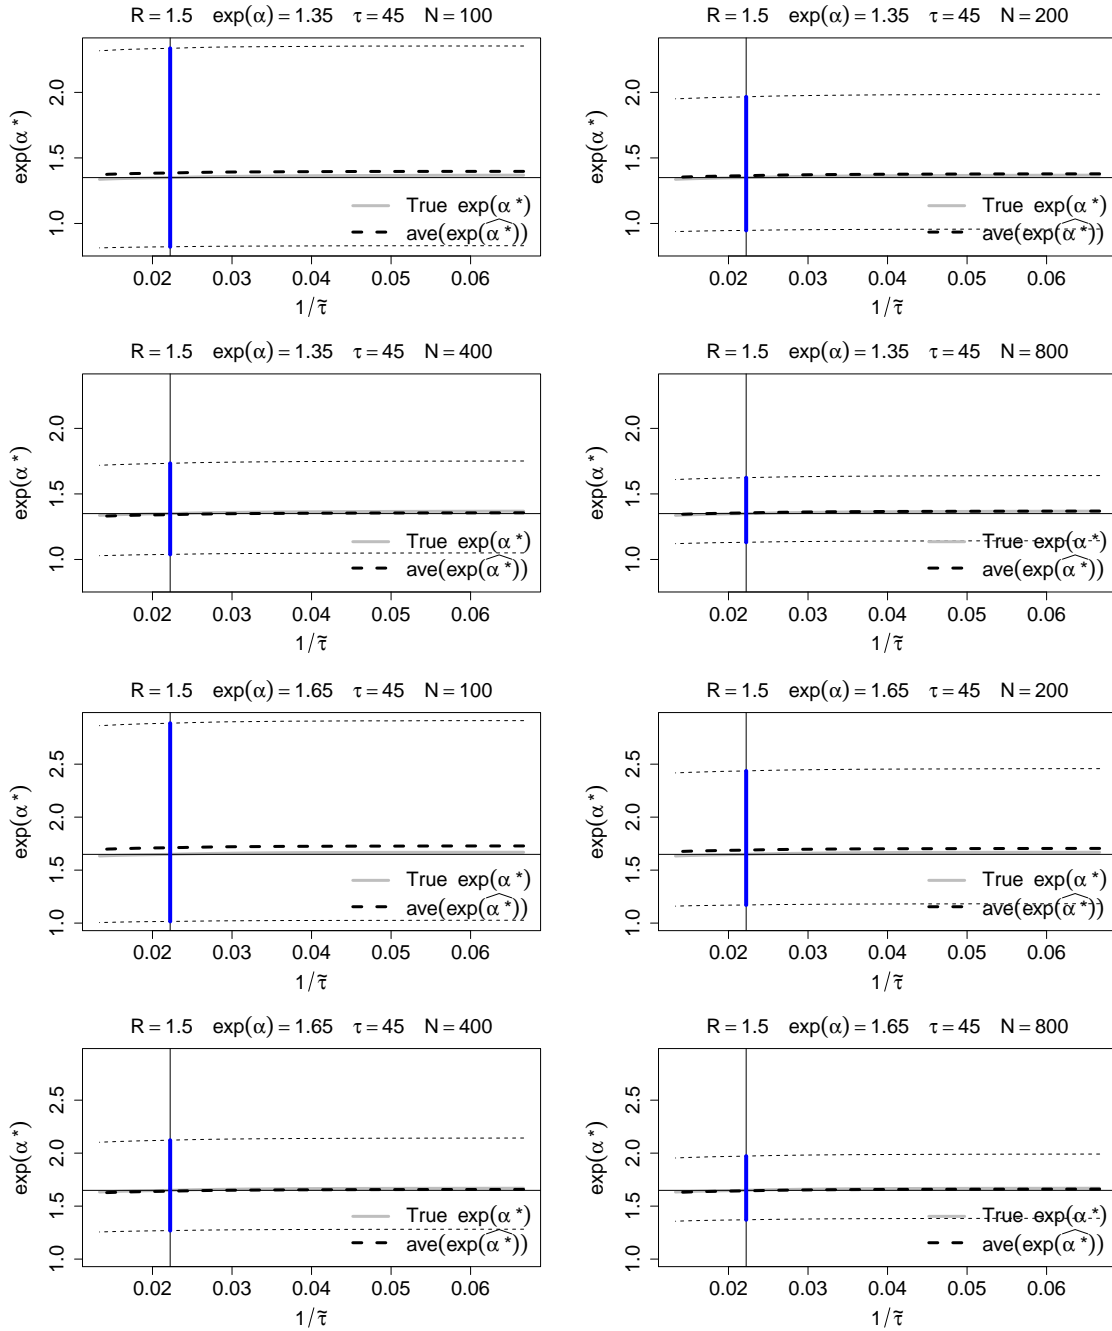 R = 1.5 exp(α) = 1.35 τ = 45 N = 100
exp(α*)
2.0
1.5
1.0
True exp(α*)
ave(exp(α̂*))
0.02 0.03 0.04 0.05 0.06
1/τ̃
R = 1.5 exp(α) = 1.35 τ = 45 N = 200
exp(α*)
2.0
1.5
1.0
True exp(α*)
ave(exp(α̂*))
0.02 0.03 0.04 0.05 0.06
1/τ̃
R = 1.5 exp(α) = 1.35 τ = 45 N = 400
exp(α*)
2.0
1.5
1.0
True exp(α*)
ave(exp(α̂*))
0.02 0.03 0.04 0.05 0.06
1/τ̃
R = 1.5 exp(α) = 1.35 τ = 45 N = 800
exp(α*)
2.0
1.5
1.0
True exp(α*)
ave(exp(α̂*))
0.02 0.03 0.04 0.05 0.06
1/τ̃
R = 1.5 exp(α) = 1.65 τ = 45 N = 100
exp(α*)
2.5
2.0
1.5
1.0
True exp(α*)
ave(exp(α̂*))
0.02 0.03 0.04 0.05 0.06
1/τ̃
R = 1.5 exp(α) = 1.65 τ = 45 N = 200
exp(α*)
2.5
2.0
1.5
1.0
True exp(α*)
ave(exp(α̂*))
0.02 0.03 0.04 0.05 0.06
1/τ̃
R = 1.5 exp(α) = 1.65 τ = 45 N = 400
exp(α*)
2.5
2.0
1.5
1.0
True exp(α*)
ave(exp(α̂*))
0.02 0.03 0.04 0.05 0.06
1/τ̃
R = 1.5 exp(α) = 1.65 τ = 45 N = 800
exp(α*)
2.5
2.0
1.5
1.0
True exp(α*)
ave(exp(α̂*))
0.02 0.03 0.04 0.05 0.06
1/τ̃